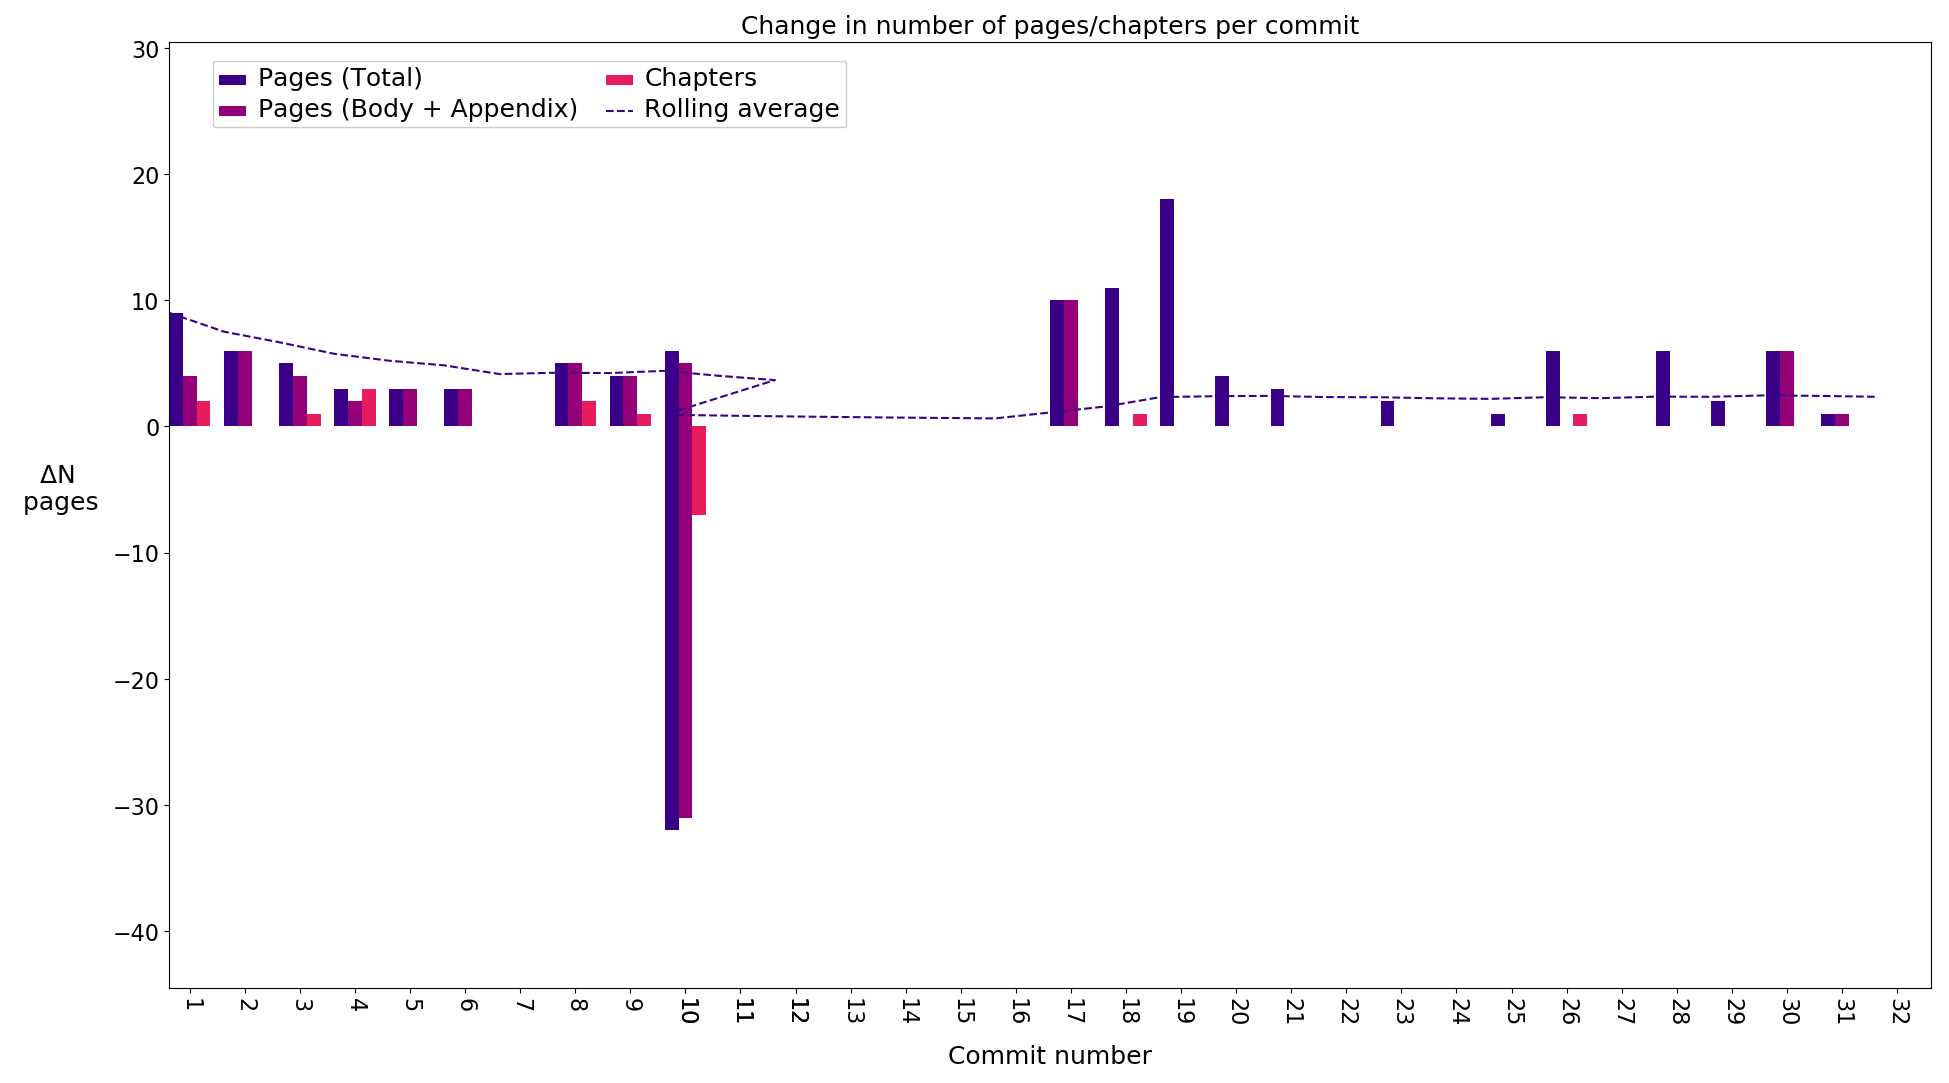 Change in number of pages/chapters per commit
30
20
10
0
−10
−20
−30
−40
Pages (Total)
Pages (Body + Appendix)
Chapters
Rolling average
ΔN
pages
1 2 3 4 5 6 7 8 9 10 11 12 13 14 15 16 17 18 19 20 21 22 23 24 25 26 27 28 29 30 31 32
Commit number